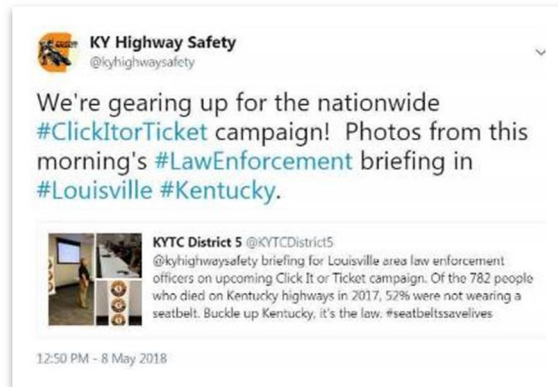 KY Highway Safety
@kyhighwaysafety
We're gearing up for the nationwide
#ClickItorTicket campaign! Photos from this
morning's #LawEnforcement briefing in
#Louisville #Kentucky.
KYTC District 5 @KYTCDistrict5
@kyhighwaysafety briefing for Louisville area law enforcement
officers on upcoming Click It or Ticket campaign. Of the 782 people
who died on Kentucky highways in 2017, 52% were not wearing a
seatbelt. Buckle up Kentucky, it's the law. #seatbeltssavelives
12:50 PM - 8 May 2018